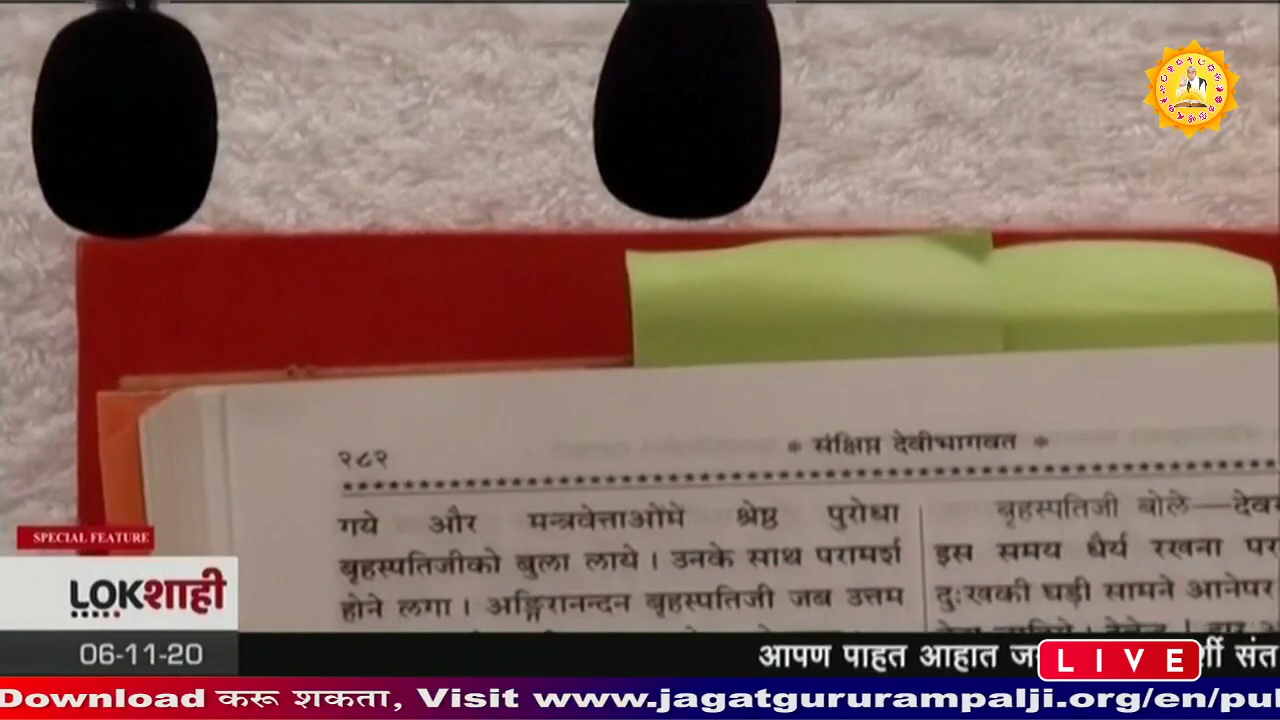 २८२
* संक्षिप्त देवीभागवत *
गये और मन्त्रवेत्ताओंमे श्रेष्ठ पुरोधा
बृहस्पतिजीको बुला लाये । उनके साथ परामर्श
होने लगा । अङ्गिरानन्दन बृहस्पतिजी जब उत्तम
बृहस्पतिजी बोले—देव
इस समय धैर्य रखना पर
दुःखकी घड़ी सामने आनेपर
SPECIAL FEATURE
LOKशाही
06-11-20
आपण पाहत आहात
LIVE
संत
Download करू शकता, Visit www.jagatgururampalji.org/en/pu